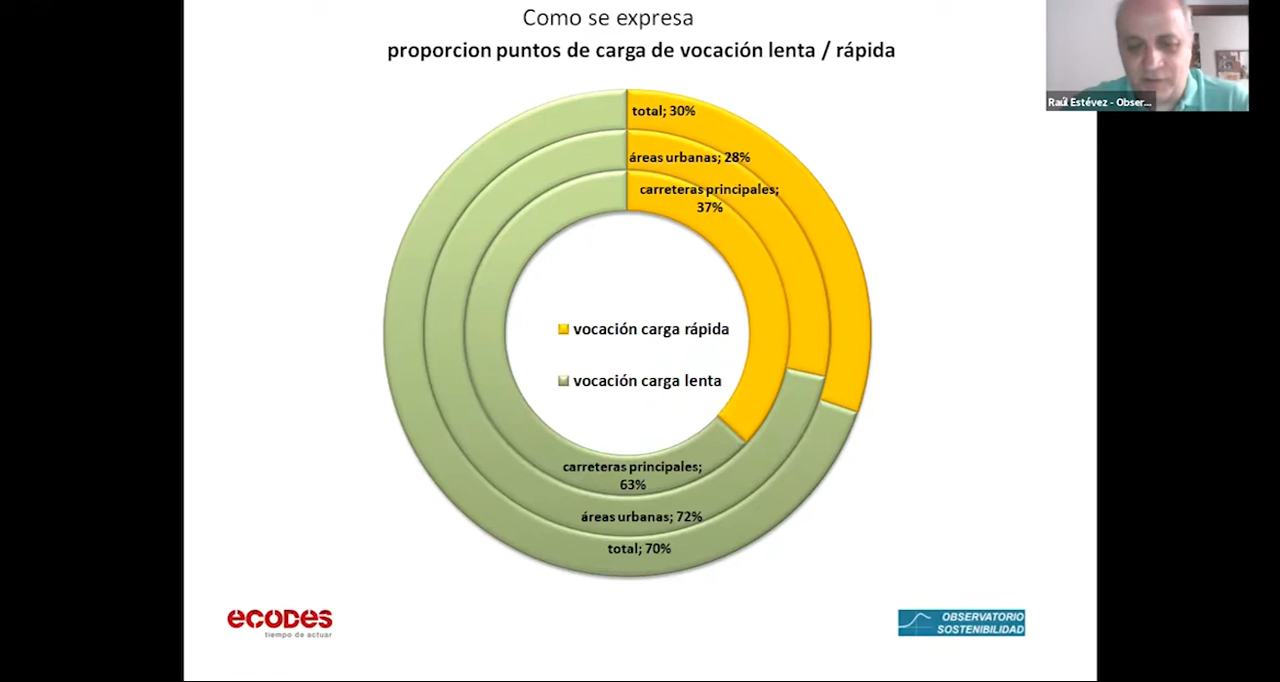 Como se expresa
proporcion puntos de carga de vocación lenta / rápida
Raúl Estévez - Obser...
total; 30%
áreas urbanas; 28%
carreteras principales;
37%
vocación carga rápida
vocación carga lenta
carreteras principales;
63%
áreas urbanas; 72%
total; 70%
ecodes
tiempo de actuar
OBSERVATORIO
SOSTENIBILIDAD